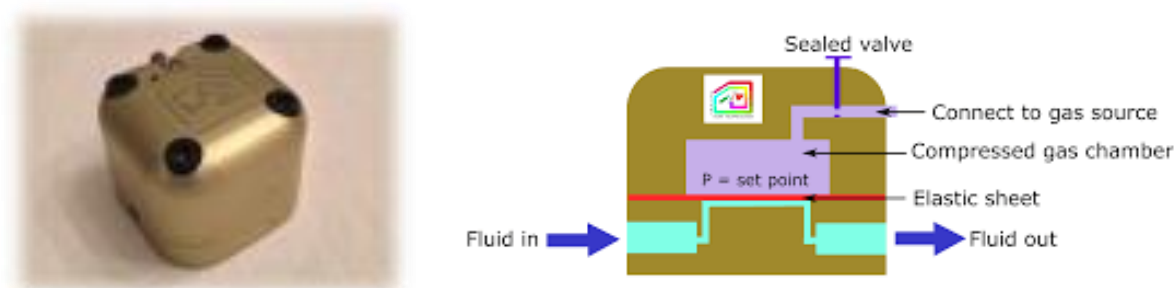 Sealed valve
Connect to gas source
Compressed gas chamber
P = set point
Elastic sheet
Fluid in
Fluid out